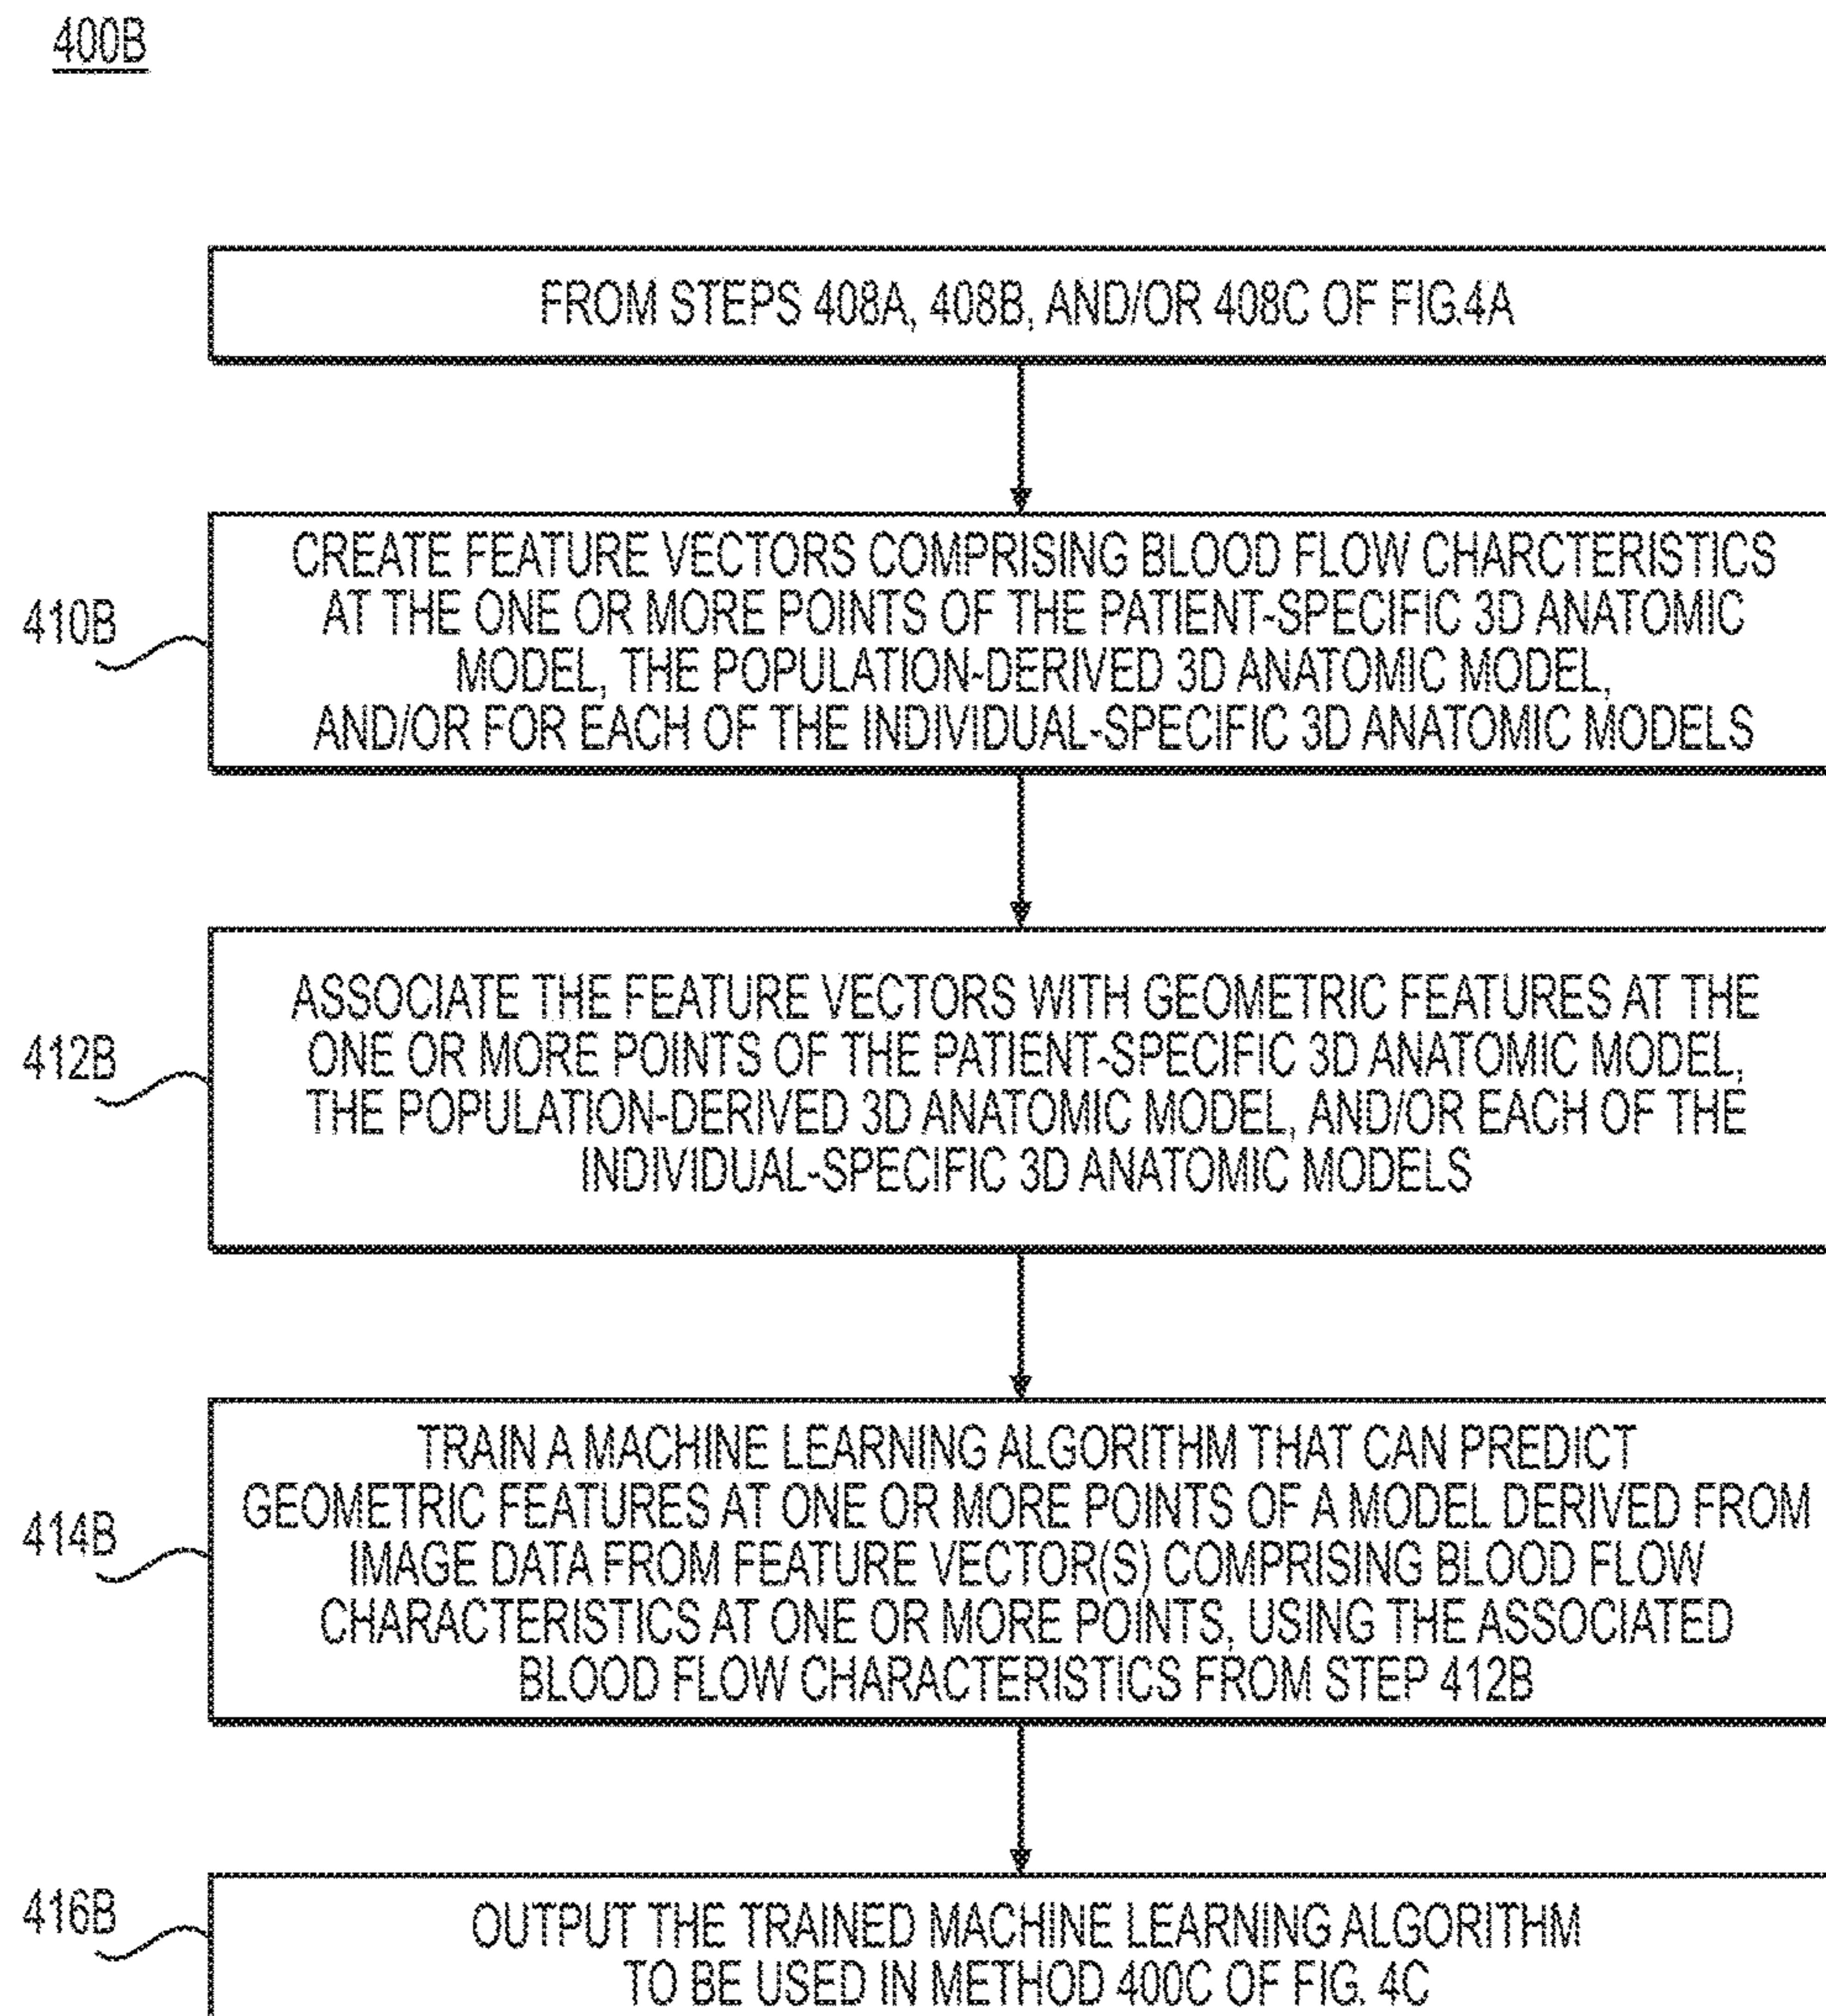 400B
FROM STEPS 408A, 408B, AND/OR 408C OF FIG.4A
410B
CREATE FEATURE VECTORS COMPRISING BLOOD FLOW CHARCTERISTICS
AT THE ONE OR MORE POINTS OF THE PATIENT-SPECIFIC 3D ANATOMIC
MODEL, THE POPULATION-DERIVED 3D ANATOMIC MODEL,
AND/OR FOR EACH OF THE INDIVIDUAL-SPECIFIC 3D ANATOMIC MODELS
412B
ASSOCIATE THE FEATURE VECTORS WITH GEOMETRIC FEATURES AT THE
ONE OR MORE POINTS OF THE PATIENT-SPECIFIC 3D ANATOMIC MODEL,
THE POPULATION-DERIVED 3D ANATOMIC MODEL, AND/OR EACH OF THE
INDIVIDUAL-SPECIFIC 3D ANATOMIC MODELS
414B
TRAIN A MACHINE LEARNING ALGORITHM THAT CAN PREDICT
GEOMETRIC FEATURES AT ONE OR MORE POINTS OF A MODEL DERIVED FROM
IMAGE DATA FROM FEATURE VECTOR(S) COMPRISING BLOOD FLOW
CHARACTERISTICS AT ONE OR MORE POINTS, USING THE ASSOCIATED
BLOOD FLOW CHARACTERISTICS FROM STEP 412B
416B
OUTPUT THE TRAINED MACHINE LEARNING ALGORITHM
TO BE USED IN METHOD 400C OF FIG. 4C